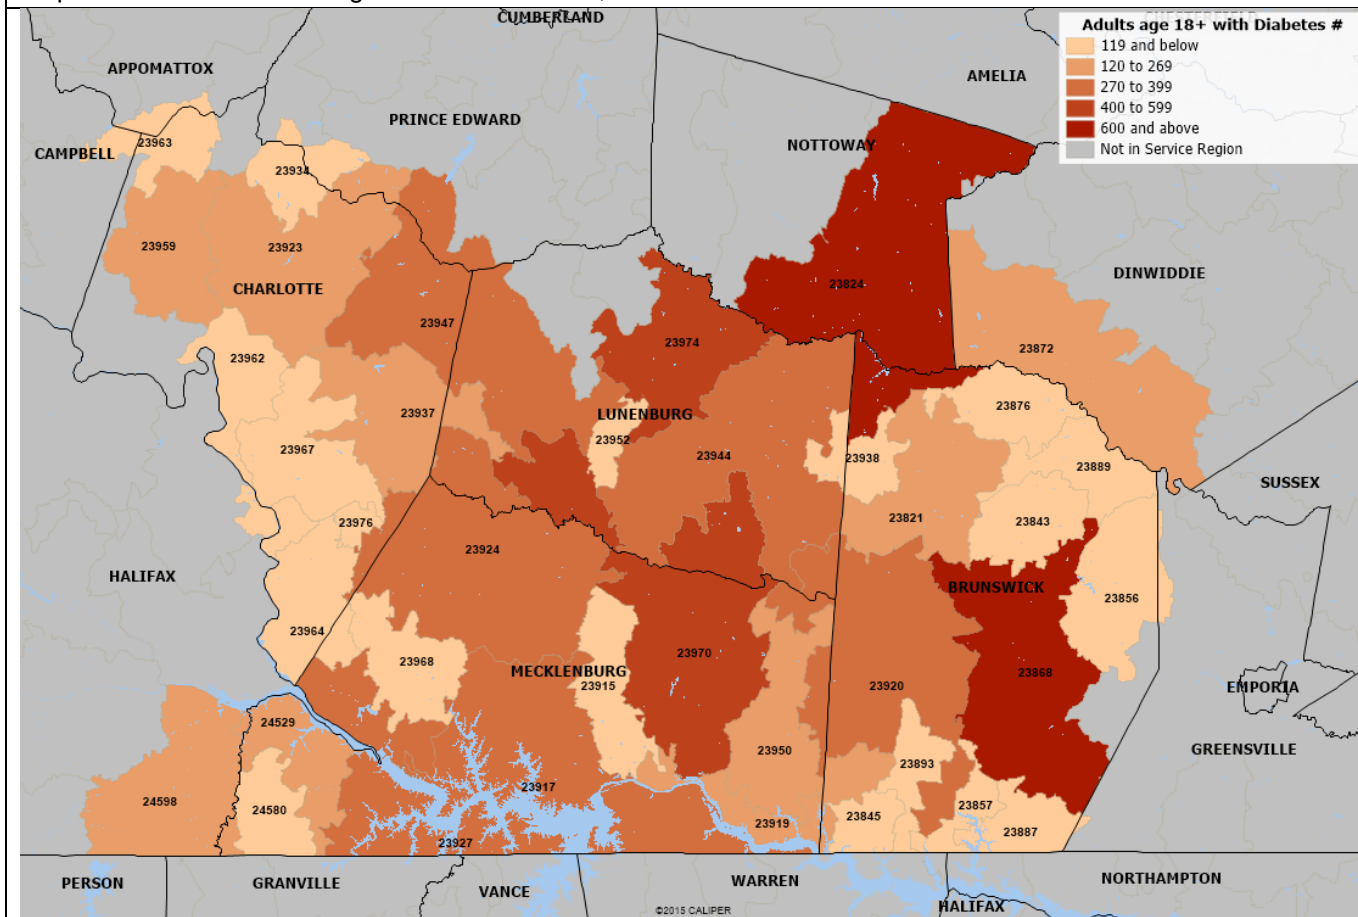 CUMBERLAND
Adults age 18+ with Diabetes #
119 and below
120 to 269
270 to 399
400 to 599
600 and above
Not in Service Region
APPOMATTOX
AMELIA
PRINCE EDWARD
NOTTOWAY
CAMPBELL
23963
23934
23959
23923
DINWIDDIE
CHARLOTTE
23824
23947
23974
23872
23962
23937
LUNENBURG
23876
23952
23967
23944
23938
23889
SUSSEX
23976
23821
23843
23924
HALIFAX
BRUNSWICK
23856
23964
23968
MECKLENBURG
23970
23868
23915
23920
EMPORIA
24529
23950
GREENSVILLE
23893
24598
24580
23917
23919
23845
23857
23887
23927
PERSON
GRANVILLE
VANCE
WARREN
NORTHAMPTON
©2015 CALIPER
HALIFAX